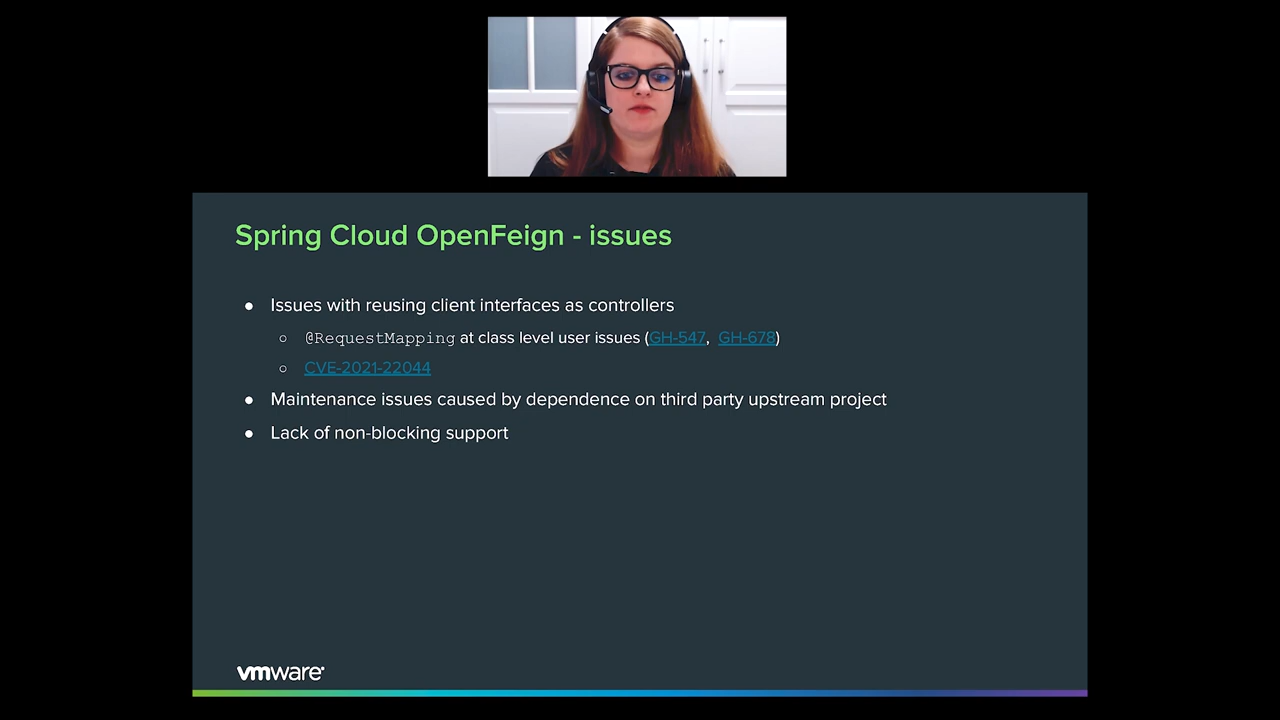 Spring Cloud OpenFeign - issues
● Issues with reusing client interfaces as controllers
○ @RequestMapping at class level user issues (GH-547, GH-678)
○ CVE-2021-22044
● Maintenance issues caused by dependence on third party upstream project
● Lack of non-blocking support
vmware®